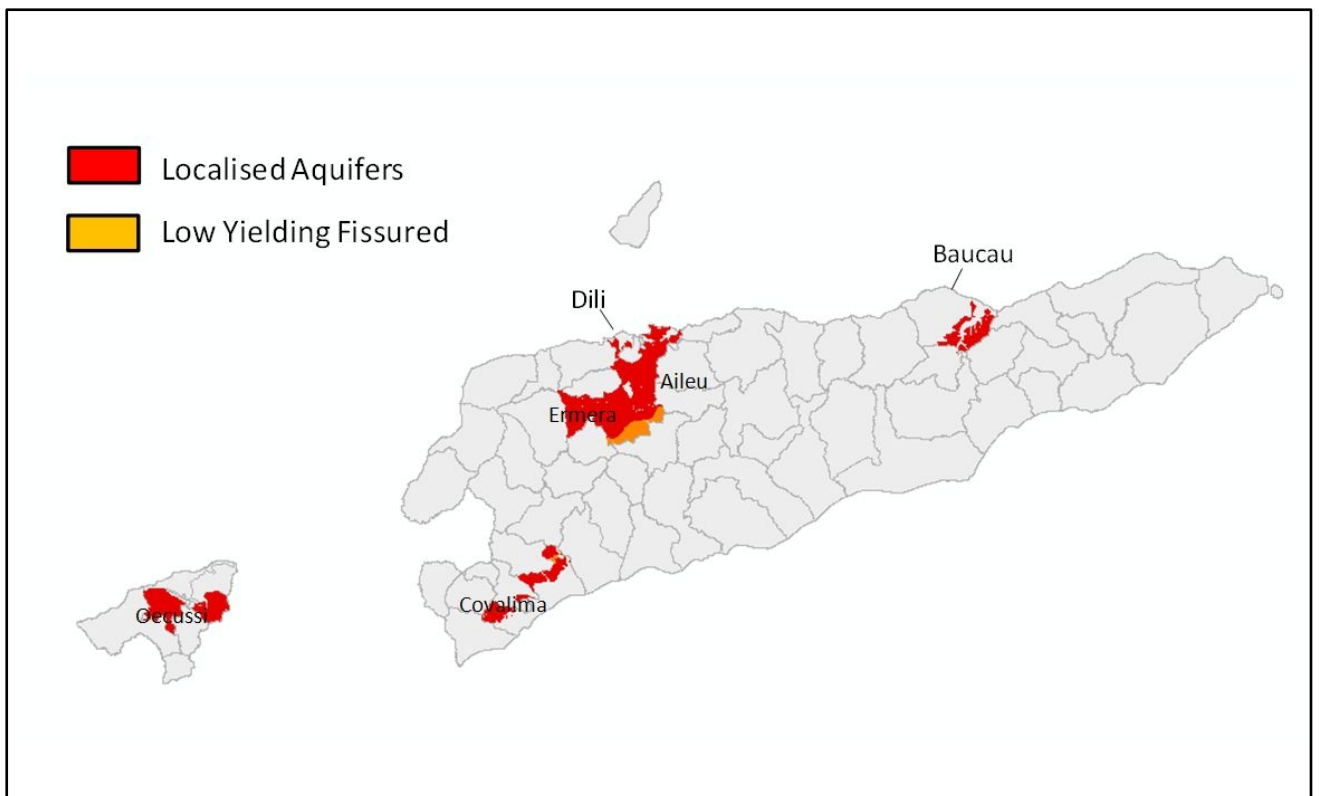 Localised Aquifers
Low Yielding Fissured
Baucau
Dili
Aileu
Ermera
Covalima
Oecussi